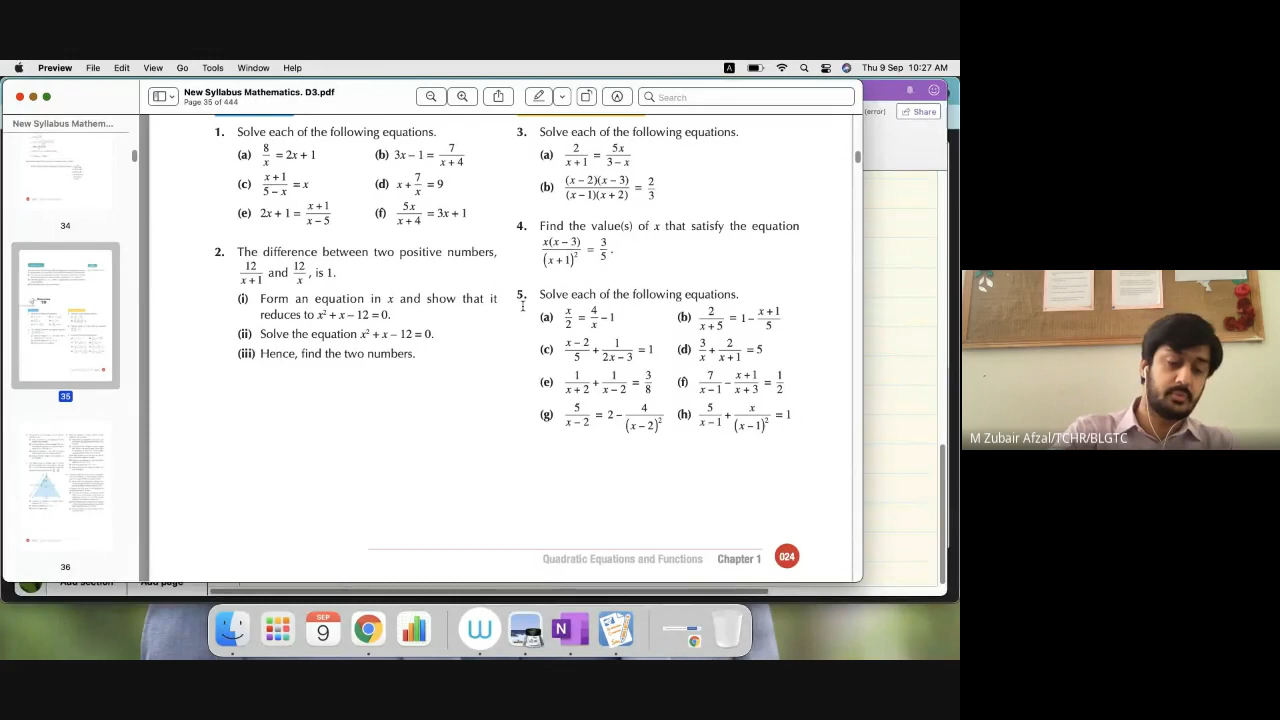 Preview File Edit View Go Tools Window Help
A
Thu 9 Sep 10:27 AM
New Syllabus Mathematics. D3.pdf
Page 35 of 444
Search
(error)
Share
New Syllabus Mathem...
34
35
36
1. Solve each of the following equations.
(a) 8/x = 2x + 1
(b) 3x – 1 = 7/(x + 4)
(c) (x + 1)/(5 – x) = x
(d) x + 7/x = 9
(e) 2x + 1 = (x + 1)/(x – 5)
(f) 5x/(x + 4) = 3x + 1
2. The difference between two positive numbers,
12/(x + 1) and 12/x, is 1.
(i) Form an equation in x and show that it
reduces to x² + x – 12 = 0.
(ii) Solve the equation x² + x – 12 = 0.
(iii) Hence, find the two numbers.
3. Solve each of the following equations.
(a) /(x + 1) = 5x/(3 – x)
(b) (x – 2)(x – 3)/(x – 1)(x + 2) = 2/3
4. Find the value(s) of x that satisfy the equation
x(x – 3)/(x + 1)² = 3/5.
5. Solve each of the following equations.
(a) x/2 = 4/x – 1
(b) 2/(x + 5) = 1 – (x + 1)/
(c) (x – 2)/5 + 1/(2x – 3) = 1
(d) 3/x + 2/(x + 1) = 5
(e) 1/(x + 2) + 1/(x – 2) = 3/8
(f) 7/(x – 1) – (x + 1)/(x + 3) = 1/2
(g) 5/(x – 2) = 2 – 4/(x – 2)²
(h) 5/(x – 1) + x/(x – 1)² = 1
Quadratic Equations and Functions Chapter 1 024
Add section
Add page
SEP
9
N
M Zubair Afzal/TCHR/BLGTC